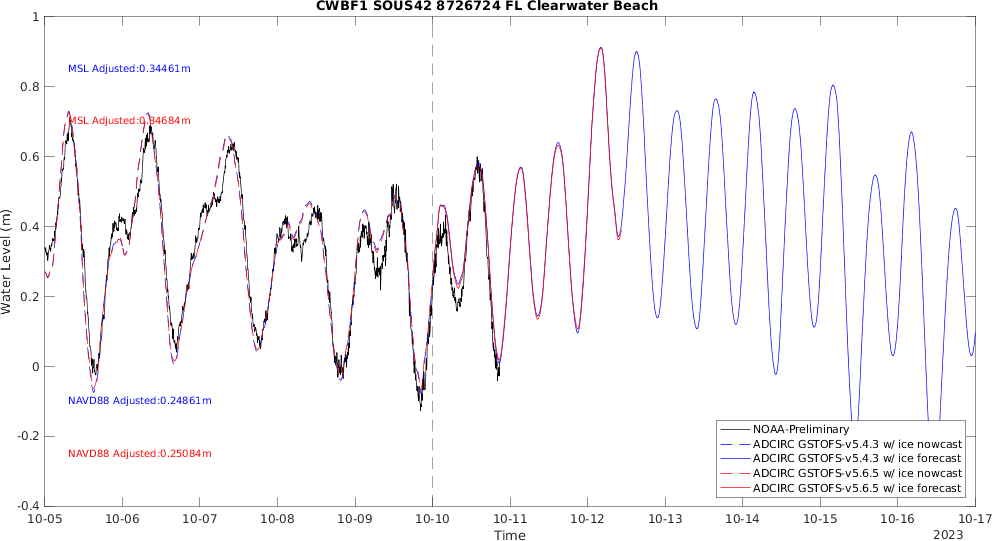 CWBF1 SOUS42 8726724 FL Clearwater Beach
1
0.8
0.6
0.4
0.2
0
-0.2
-0.4
Water Level (m)
MSL Adjusted:0.34461m
MSL Adjusted:0.34684m
NAVD88 Adjusted:0.24861m
NAVD88 Adjusted:0.25084m
NOAA-Preliminary
ADCIRC GSTOFS-v5.4.3 w/ ice nowcast
ADCIRC GSTOFS-v5.4.3 w/ ice forecast
ADCIRC GSTOFS-v5.6.5 w/ ice nowcast
ADCIRC GSTOFS-v5.6.5 w/ ice forecast
10-05 10-06 10-07 10-08 10-09 10-10 10-11 10-12 10-13 10-14 10-15 10-16 10-17
Time
2023